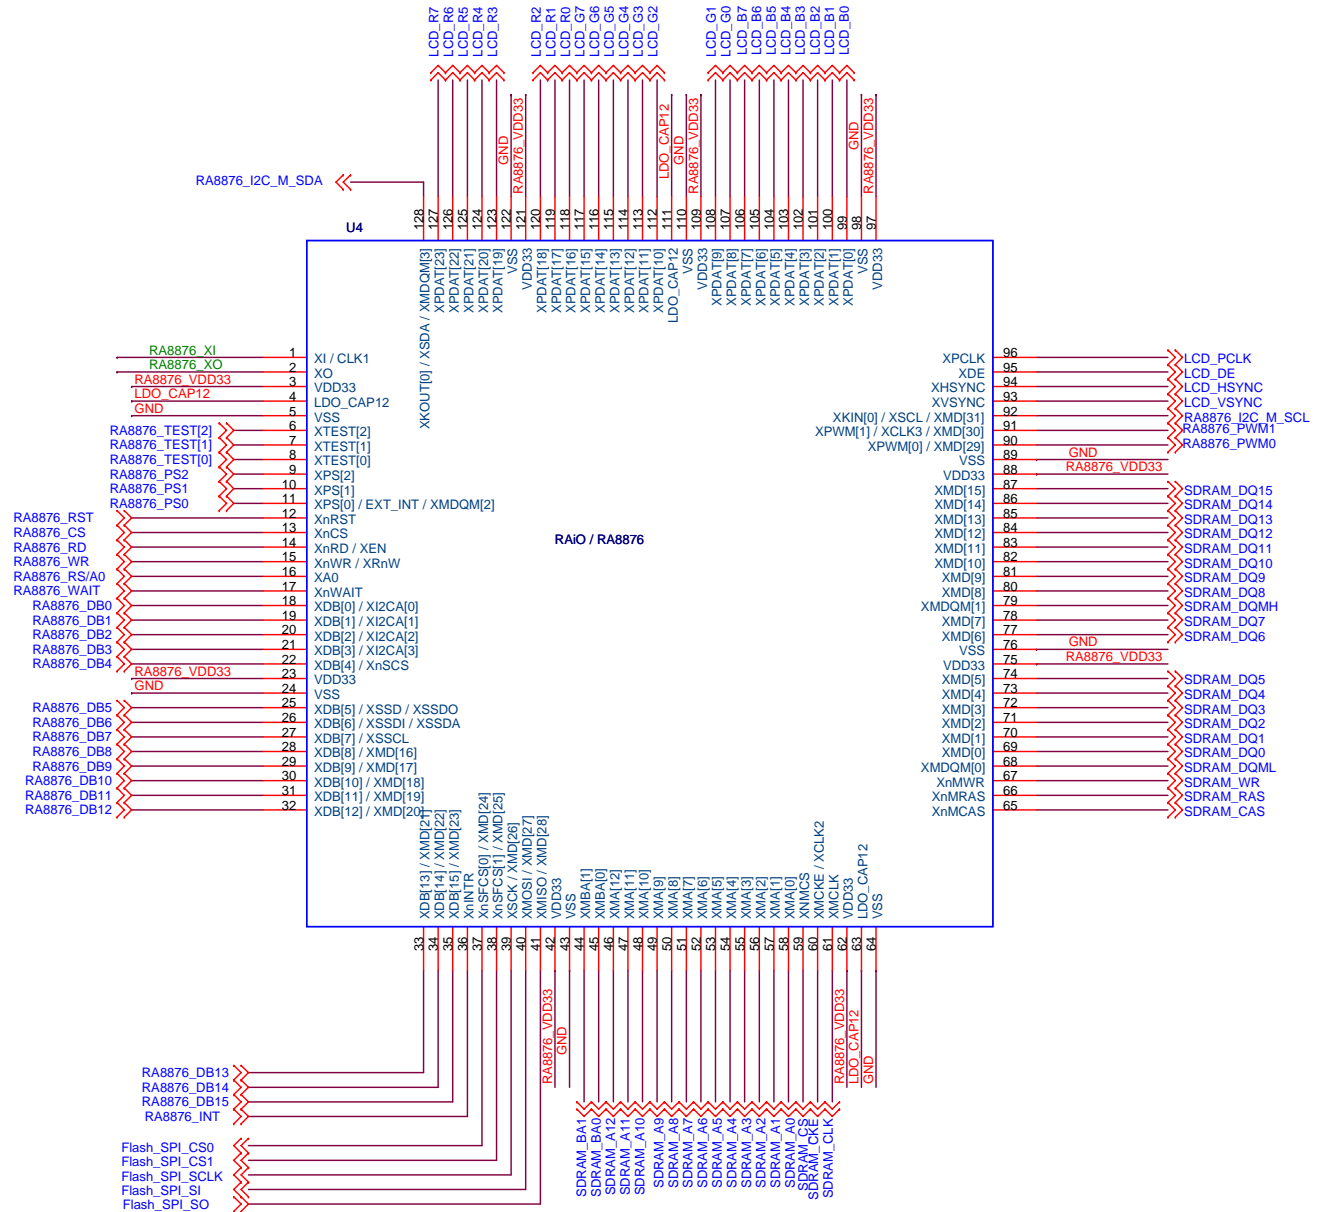 LCD_R7
LCD_R6
LCD_R5
LCD_R4
LCD_R3
GND
RA8876_VDD33
LCD_R2
LCD_R1
LCD_R0
LCD_G7
LCD_G6
LCD_G5
LCD_G4
LCD_G3
LCD_G2
LDO_CAP12
GND
RA8876_VDD33
LCD_G1
LCD_G0
LCD_B7
LCD_B6
LCD_B5
LCD_B4
LCD_B3
LCD_B2
LCD_B1
LCD_B0
GND
RA8876_VDD33
RA8876_I2C_M_SDA
U4
128 XKOUT[0] / XSDA / XMDQM[3]
127 XPDAT[23]
126 XPDAT[22]
125 XPDAT[21]
124 XPDAT[20]
123 XPDAT[19]
122 VSS
121 VDD33
120 XPDAT[18]
119 XPDAT[17]
118 XPDAT[16]
117 XPDAT[15]
116 XPDAT[14]
115 XPDAT[13]
114 XPDAT[12]
113 XPDAT[11]
112 XPDAT[10]
111 LDO_CAP12
110 VSS
109 VDD33
108 XPDAT[9]
107 XPDAT[8]
106 XPDAT[7]
105 XPDAT[6]
104 XPDAT[5]
103 XPDAT[4]
102 XPDAT[3]
101 XPDAT[2]
100 XPDAT[1]
99 XPDAT[0]
98 VSS
97 VDD33
RA8876_XI 1 XI / CLK1
RA8876_XO 2 XO
RA8876_VDD33 3 VDD33
LDO_CAP12 4 LDO_CAP12
GND 5 VSS
RA8876_TEST[2] 6 XTEST[2]
RA8876_TEST[1] 7 XTEST[1]
RA8876_TEST[0] 8 XTEST[0]
RA8876_PS2 9 XPS[2]
RA8876_PS1 10 XPS[1]
RA8876_PS0 11 XPS[0] / EXT_INT / XMDQM[2]
RA8876_RST 12 XnRST
RA8876_CS 13 XnCS
RA8876_RD 14 XnRD / XEN
RA8876_WR 15 XnWR / XRnW
RA8876_RS/A0 16 XA0
RA8876_WAIT 17 XnWAIT
RA8876_DB0 18 XDB[0] / XI2CA[0]
RA8876_DB1 19 XDB[1] / XI2CA[1]
RA8876_DB2 20 XDB[2] / XI2CA[2]
RA8876_DB3 21 XDB[3] / XI2CA[3]
RA8876_DB4 22 XDB[4] / XnSCS
RA8876_VDD33 23 VDD33
GND 24 VSS
RA8876_DB5 25 XDB[5] / XSSD / XSSDO
RA8876_DB6 26 XDB[6] / XSSDI / XSSDA
RA8876_DB7 27 XDB[7] / XSSCL
RA8876_DB8 28 XDB[8] / XMD[16]
RA8876_DB9 29 XDB[9] / XMD[17]
RA8876_DB10 30 XDB[10] / XMD[18]
RA8876_DB11 31 XDB[11] / XMD[19]
RA8876_DB12 32 XDB[12] / XMD[20]
RAiO / RA8876
XPCLK 96 LCD_PCLK
XDE 95 LCD_DE
XHSYNC 94 LCD_HSYNC
XVSYNC 93 LCD_VSYNC
XKIN[0] / XSCL / XMD[31] 92 RA8876_I2C_M_SCL
XPWM[1] / XCLK3 / XMD[30] 91 RA8876_PWM1
XPWM[0] / XMD[29] 90 RA8876_PWM0
VSS 89 GND
VDD33 88 RA8876_VDD33
XMD[15] 87 SDRAM_DQ15
XMD[14] 86 SDRAM_DQ14
XMD[13] 85 SDRAM_DQ13
XMD[12] 84 SDRAM_DQ12
XMD[11] 83 SDRAM_DQ11
XMD[10] 82 SDRAM_DQ10
XMD[9] 81 SDRAM_DQ9
XMD[8] 80 SDRAM_DQ8
XMDQM[1] 79 SDRAM_DQMH
XMD[7] 78 SDRAM_DQ7
XMD[6] 77 SDRAM_DQ6
VSS 76 GND
VDD33 75 RA8876_VDD33
XMD[5] 74 SDRAM_DQ5
XMD[4] 73 SDRAM_DQ4
XMD[3] 72 SDRAM_DQ3
XMD[2] 71 SDRAM_DQ2
XMD[1] 70 SDRAM_DQ1
XMD[0] 69 SDRAM_DQ0
XMDQM[0] 68 SDRAM_DQML
XnMWR 67 SDRAM_WR
XnMRAS 66 SDRAM_RAS
XnMCAS 65 SDRAM_CAS
XDB[13] / XMD[21] 33
XDB[14] / XMD[22] 34
XDB[15] / XMD[23] 35
XnINTR 36
XnSFCS[0] / XMD[24] 37
XnSFCS[1] / XMD[25] 38
XSCK / XMD[26] 39
XMOSI / XMD[27] 40
XMISO / XMD[28] 41
VDD33 42
VSS 43
XMBA[1] 44
XMBA[0] 45
XMA[12] 46
XMA[11] 47
XMA[10] 48
XMA[9] 49
XMA[8] 50
XMA[7] 51
XMA[6] 52
XMA[5] 53
XMA[4] 54
XMA[3] 55
XMA[2] 56
XMA[1] 57
XMA[0] 58
XNMCS 59
XMCKE / XCLK2 60
XMCLK 61
VDD33 62
LDO_CAP12 63
VSS 64
RA8876_VDD33
GND
RA8876_VDD33
LDO_CAP12
GND
RA8876_DB13
RA8876_DB14
RA8876_DB15
RA8876_INT
Flash_SPI_CS0
Flash_SPI_CS1
Flash_SPI_SCLK
Flash_SPI_SI
Flash_SPI_SO
SDRAM_BA1
SDRAM_BA0
SDRAM_A12
SDRAM_A11
SDRAM_A10
SDRAM_A9
SDRAM_A8
SDRAM_A7
SDRAM_A6
SDRAM_A5
SDRAM_A4
SDRAM_A3
SDRAM_A2
SDRAM_A1
SDRAM_A0
SDRAM_CS
SDRAM_CKE
SDRAM_CLK